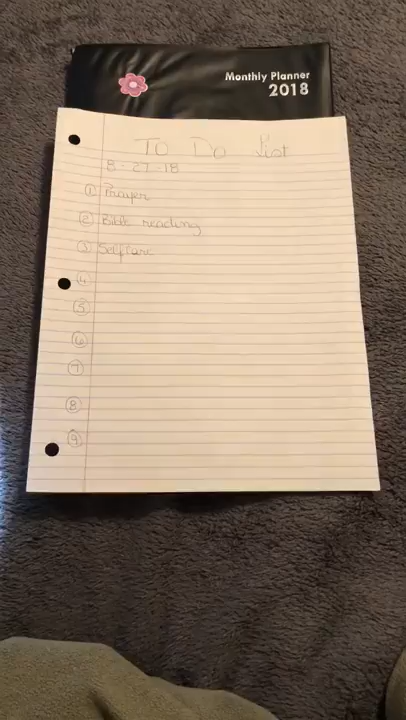 Monthly Planner
2018
To Do List
8-27-18
① Prayer
② Bible reading
③ Selfcare
④
⑤
⑥
⑦
⑧
⑨